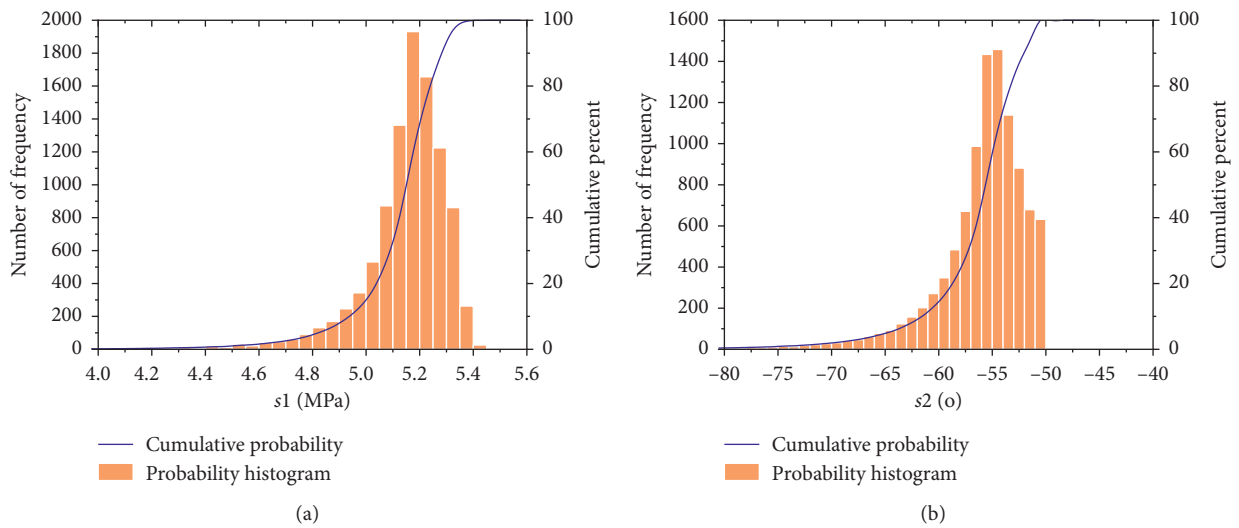 2000
1800
1600
1400
1200
1000
800
600
400
200
0
Number of frequency
100
80
60
40
20
0
Cumulative percent
4.0 4.2 4.4 4.6 4.8 5.0 5.2 5.4 5.6
s1 (MPa)
Cumulative probability
Probability histogram
(a)
1600
1400
1200
1000
800
600
400
200
0
Number of frequency
100
80
60
40
20
0
Cumulative percent
–80 –75 –70 –65 –60 –55 –50 –45 –40
s2 (o)
Cumulative probability
Probability histogram
(b)